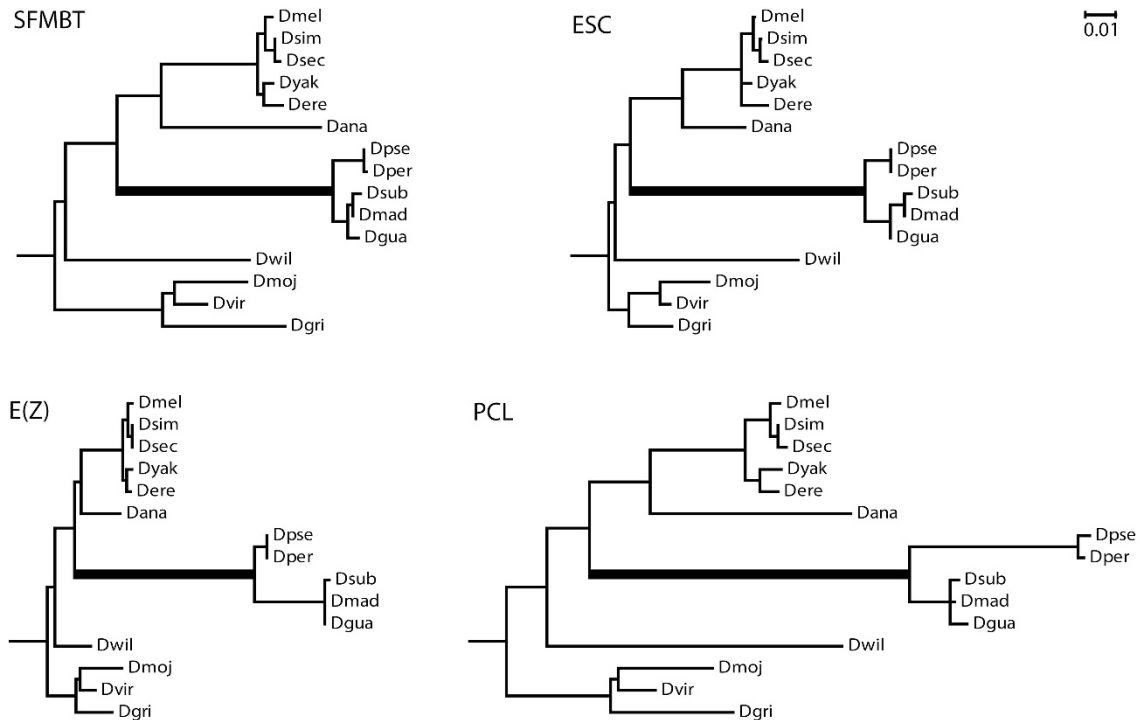 SFMBT
Dmel
Dsim
Dsec
Dyak
Dere
Dana
Dpse
Dper
Dsub
Dmad
Dgua
Dwil
Dmoj
Dvir
Dgri
ESC
0.01
Dmel
Dsim
Dsec
Dyak
Dere
Dana
Dpse
Dper
Dsub
Dmad
Dgua
Dwil
Dmoj
Dvir
Dgri
E(Z)
Dmel
Dsim
Dsec
Dyak
Dere
Dana
Dpse
Dper
Dsub
Dmad
Dgua
Dwil
Dmoj
Dvir
Dgri
PCL
Dmel
Dsim
Dsec
Dyak
Dere
Dana
Dpse
Dper
Dsub
Dmad
Dgua
Dwil
Dmoj
Dvir
Dgri